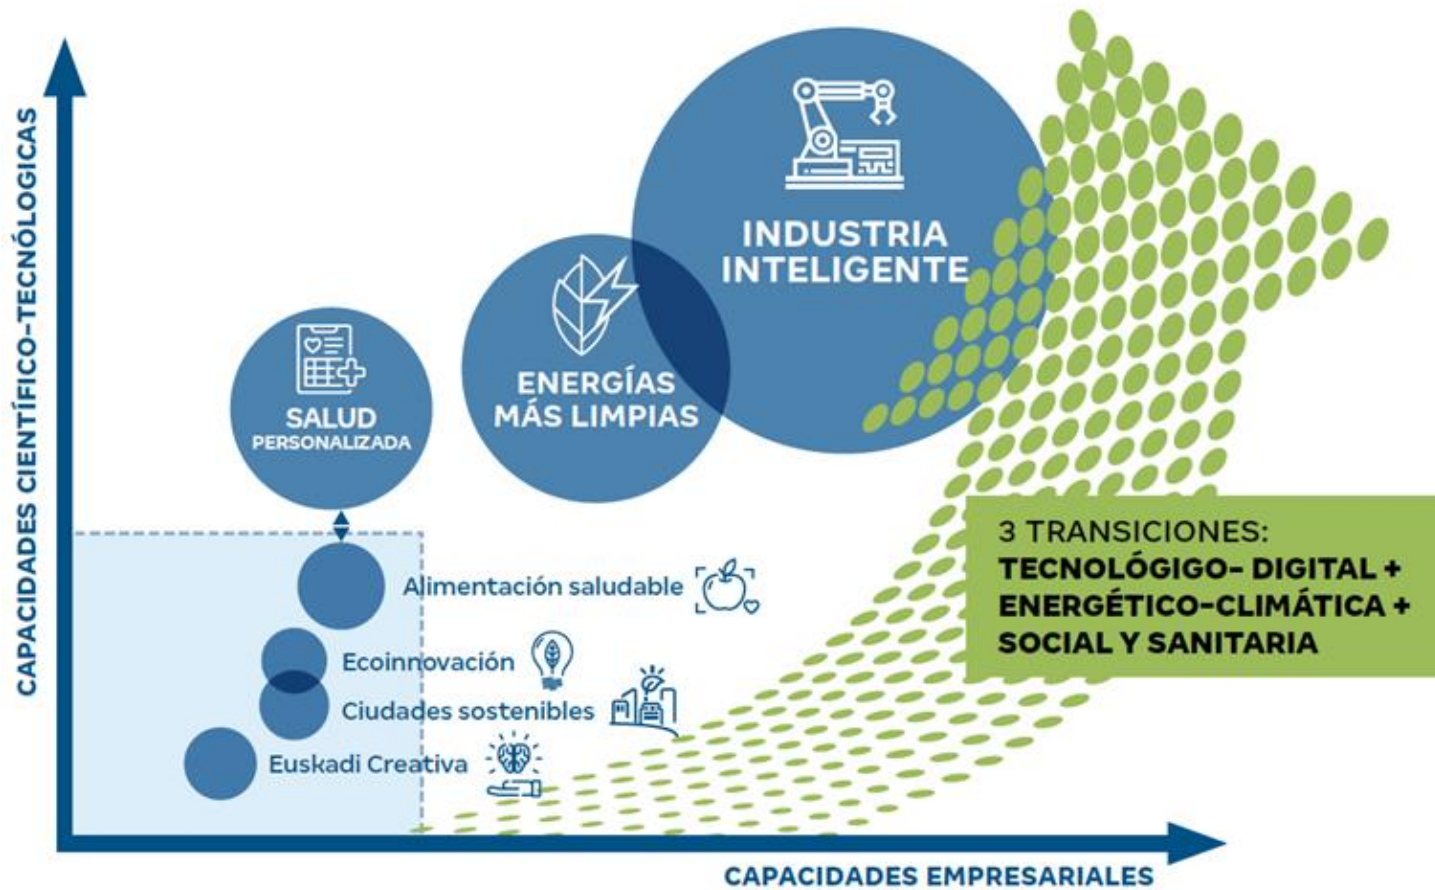 CAPACIDADES CIENTÍFICO-TECNÓLOGICAS
INDUSTRIA
INTELIGENTE
ENERGÍAS
MÁS LIMPIAS
SALUD
PERSONALIZADA
3 TRANSICIONES:
TECNOLÓGIGO- DIGITAL +
ENERGÉTICO-CLIMÁTICA +
SOCIAL Y SANITARIA
Alimentación saludable
Ecoinnovación
Ciudades sostenibles
Euskadi Creativa
CAPACIDADES EMPRESARIALES